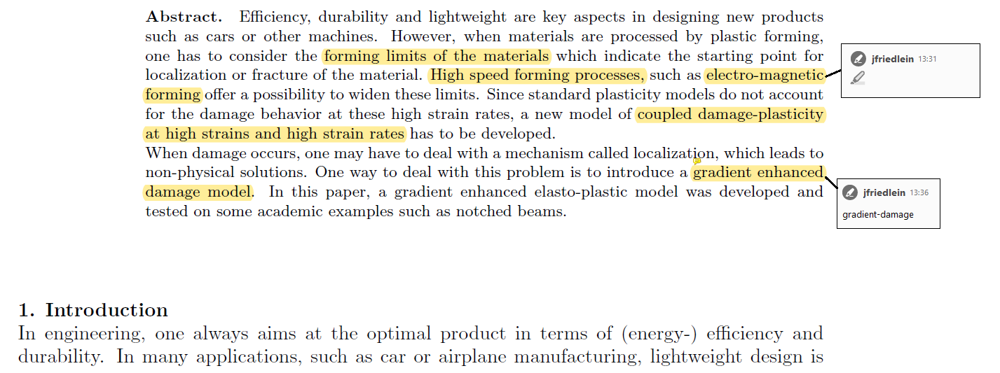 Abstract. Efficiency, durability and lightweight are key aspects in designing new products
such as cars or other machines. However, when materials are processed by plastic forming,
one has to consider the forming limits of the materials which indicate the starting point for
localization or fracture of the material. High speed forming processes, such as electro-magnetic
forming offer a possibility to widen these limits. Since standard plasticity models do not account
for the damage behavior at these high strain rates, a new model of coupled damage-plasticity
at high strains and high strain rates has to be developed.
When damage occurs, one may have to deal with a mechanism called localization, which leads to
non-physical solutions. One way to deal with this problem is to introduce a gradient enhanced
damage model. In this paper, a gradient enhanced elasto-plastic model was developed and
tested on some academic examples such as notched beams.
jfriedlein 13:31
jfriedlein 13:36
gradient-damage
1. Introduction
In engineering, one always aims at the optimal product in terms of (energy-) efficiency and
durability. In many applications, such as car or airplane manufacturing, lightweight design is